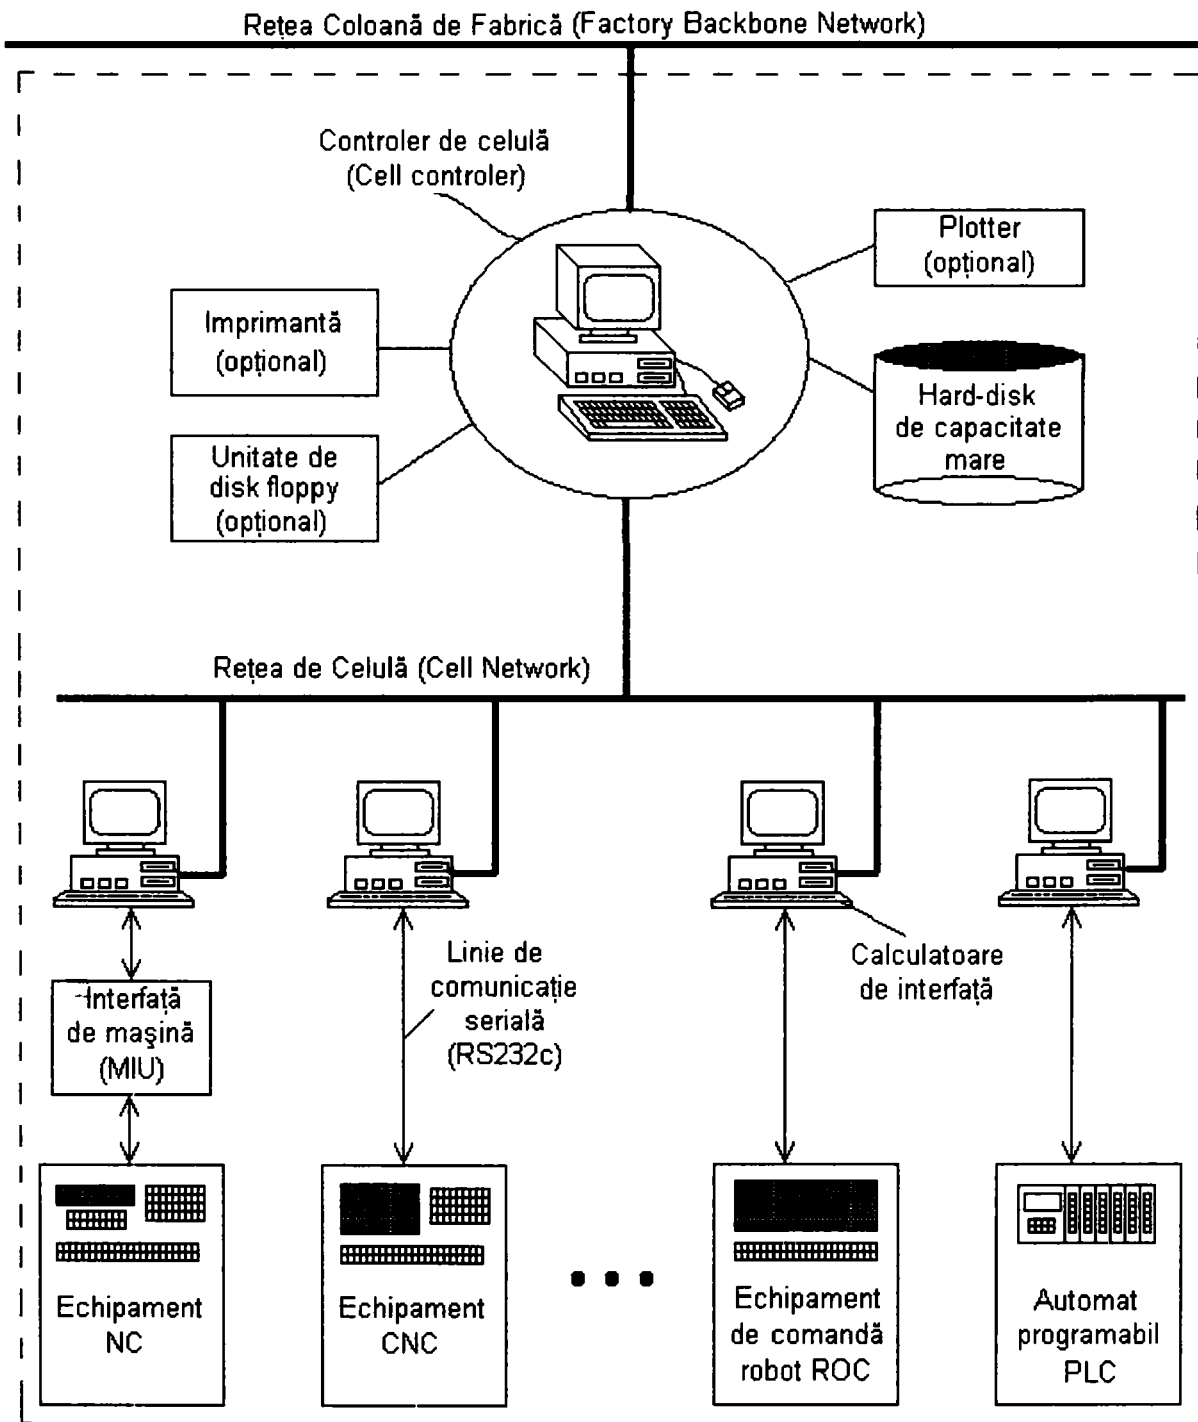 Rețea Coloană de Fabrică (Factory Backbone Network)
Controler de celulă
(Cell controler)
Plotter
(opțional)
Imprimantă
(opțional)
Hard-disk
de capacitate
mare
Unitate de
disk floppy
(opțional)
Rețea de Celulă (Cell Network)
Linie de
comunicație
serială
(RS232c)
Calculatoare
de interfață
Interfață
de mașină
(MIU)
Echipament
NC
Echipament
CNC
Echipament
de comandă
robot ROC
Automat
programabil
PLC